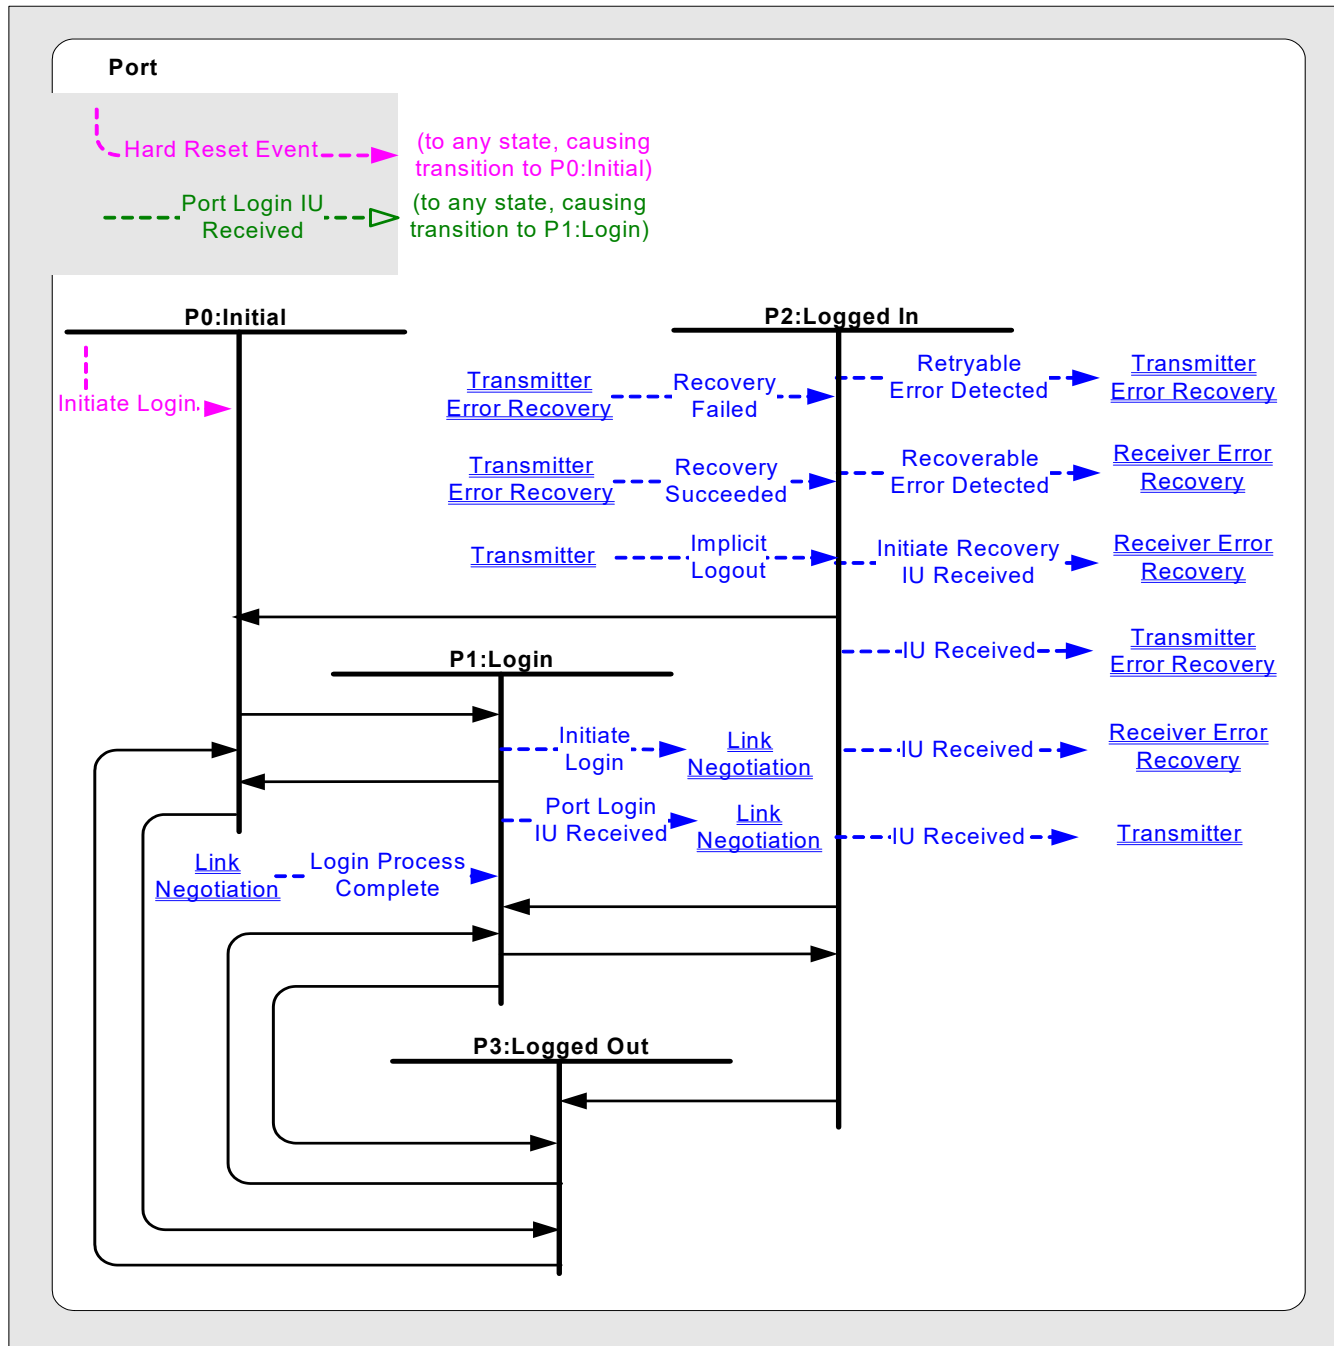 Port
Hard Reset Event
(to any state, causing
transition to P0:Initial)
Port Login IU
Received
(to any state, causing
transition to P1:Login)
P0:Initial
Initiate Login
P2:Logged In
Transmitter
Error Recovery
Recovery
Failed
Retryable
Error Detected
Transmitter
Error Recovery
Transmitter
Error Recovery
Recovery
Succeeded
Recoverable
Error Detected
Receiver Error
Recovery
Transmitter
Implicit
Logout
Initiate Recovery
IU Received
Receiver Error
Recovery
IU Received
Transmitter
Error Recovery
P1:Login
Initiate
Login
Link
Negotiation
IU Received
Receiver Error
Recovery
Port Login
IU Received
Link
Negotiation
IU Received
Transmitter
Link
Negotiation
Login Process
Complete
P3:Logged Out